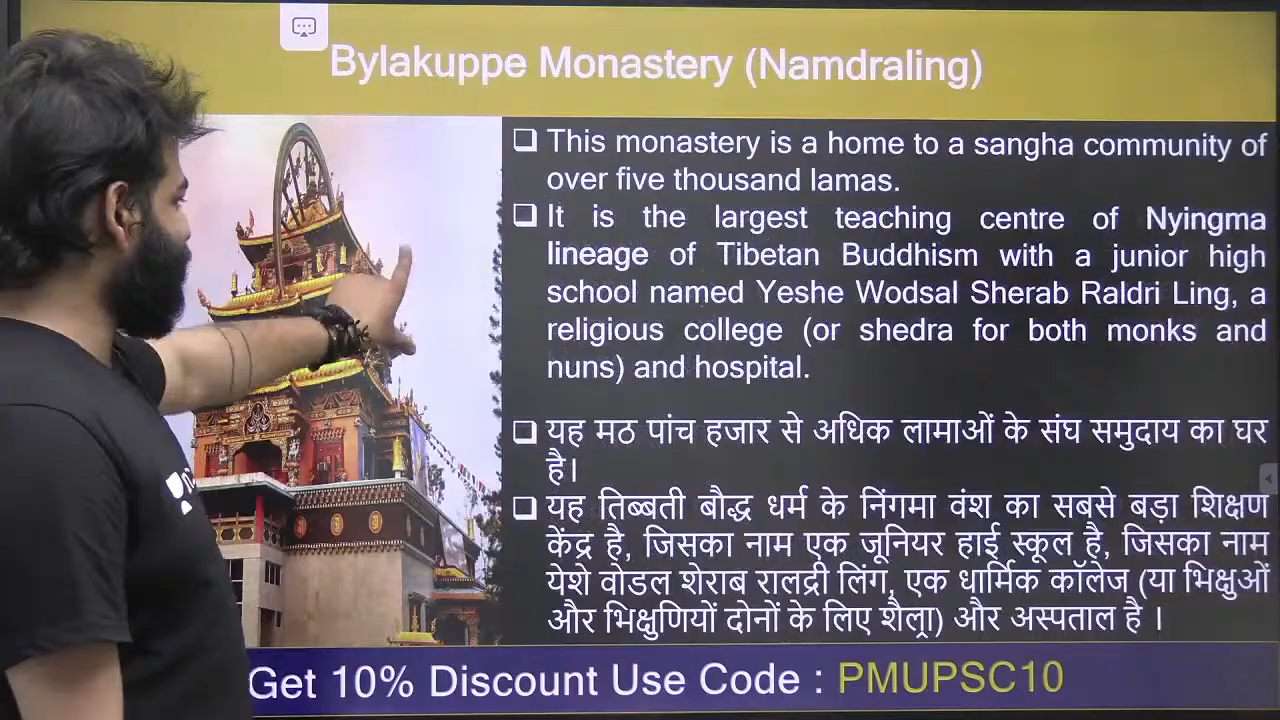 Bylakuppe Monastery (Namdraling)
This monastery is a home to a sangha community of
over five thousand lamas.
It is the largest teaching centre of Nyingma
lineage of Tibetan Buddhism with a junior high
school named Yeshe Wodsal Sherab Raldri Ling, a
religious college (or shedra for both monks and
nuns) and hospital.
यह मठ पांच हजार से अधिक लामाओं के संघ समुदाय का घर
है।
यह तिब्बती बौद्ध धर्म के निंगमा वंश का सबसे बड़ा शिक्षण
केंद्र है, जिसका नाम एक जूनियर हाई स्कूल है, जिसका नाम
येशे वोडल शेराब रालद्री लिंग, एक धार्मिक कॉलेज (या भिक्षुओं
और भिक्षुणियों दोनों के लिए शैल्रा) और अस्पताल है ।
Get 10% Discount Use Code : PMUPSC10